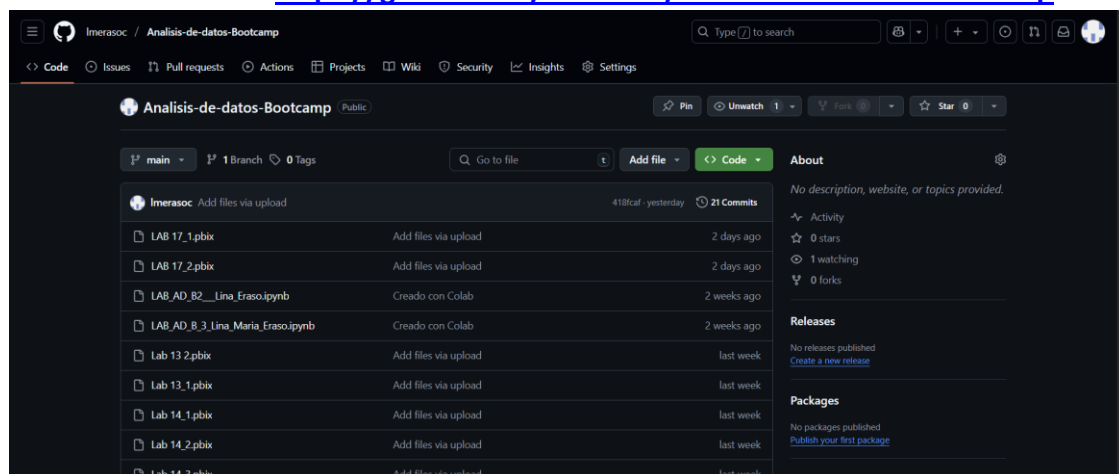 Imerasoc / Analisis-de-datos-Bootcamp
Type / to search
<> Code Issues Pull requests Actions Projects Wiki Security Insights Settings
Analisis-de-datos-Bootcamp Public
Pin Unwatch 1 Fork 0 Star 0
main 1 Branch 0 Tags Go to file t Add file <> Code
About
No description, website, or topics provided.
Imerasoc Add files via upload 418fcaf · yesterday 21 Commits
Activity
LAB 17_1.pbix Add files via upload 2 days ago
0 stars
LAB 17_2.pbix Add files via upload 2 days ago
1 watching
0 forks
LAB_AD_B2___Lina_Eraso.ipynb Creado con Colab 2 weeks ago
LAB_AD_B_3_Lina_Maria_Eraso.ipynb Creado con Colab 2 weeks ago
Releases
No releases published
Create a new release
Lab 13 2.pbix Add files via upload last week
Lab 13_1.pbix Add files via upload last week
Packages
Lab 14_1.pbix Add files via upload last week
No packages published
Publish your first package
Lab 14_2.pbix Add files via upload last week